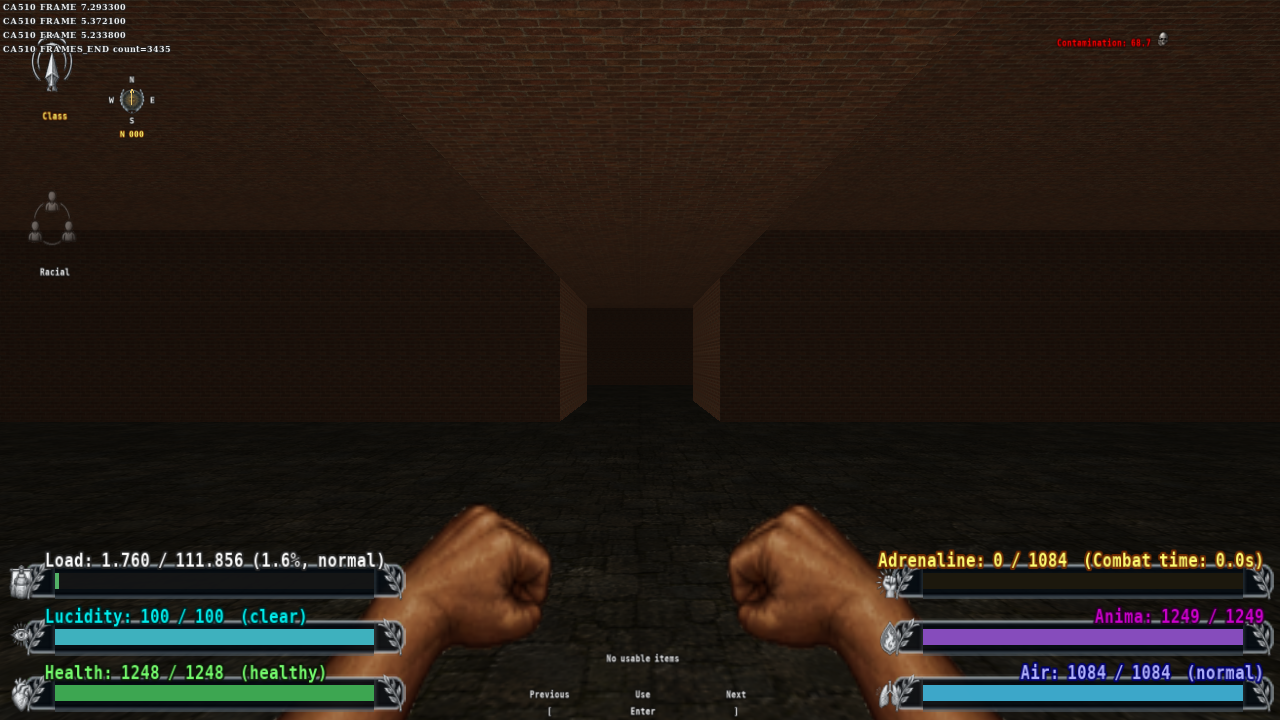 CA510 FRAME 7.293300
CA510 FRAME 5.372100
CA510 FRAME 5.233800
CA510 FRAMES_END count=3435
Contamination: 68.7
Class
N
W E
S
N 000
Racial
Load: 1.760 / 111.856 (1.6%, normal)
Adrenaline: 0 / 1084 (Combat time: 0.0s)
Lucidity: 100 / 100 (clear)
Anima: 1249 / 1249
No usable items
Health: 1248 / 1248 (healthy)
Air: 1084 / 1084 (normal)
Previous Use Next
[ Enter ]